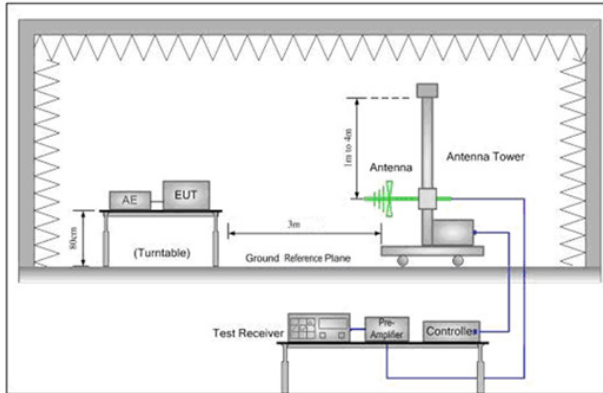 1m to 4m
Antenna
Antenna Tower
AE
EUT
80cm
(Turntable)
3m
Ground Reference Plane
Test Receiver
Pre-
Amplifier
Controller